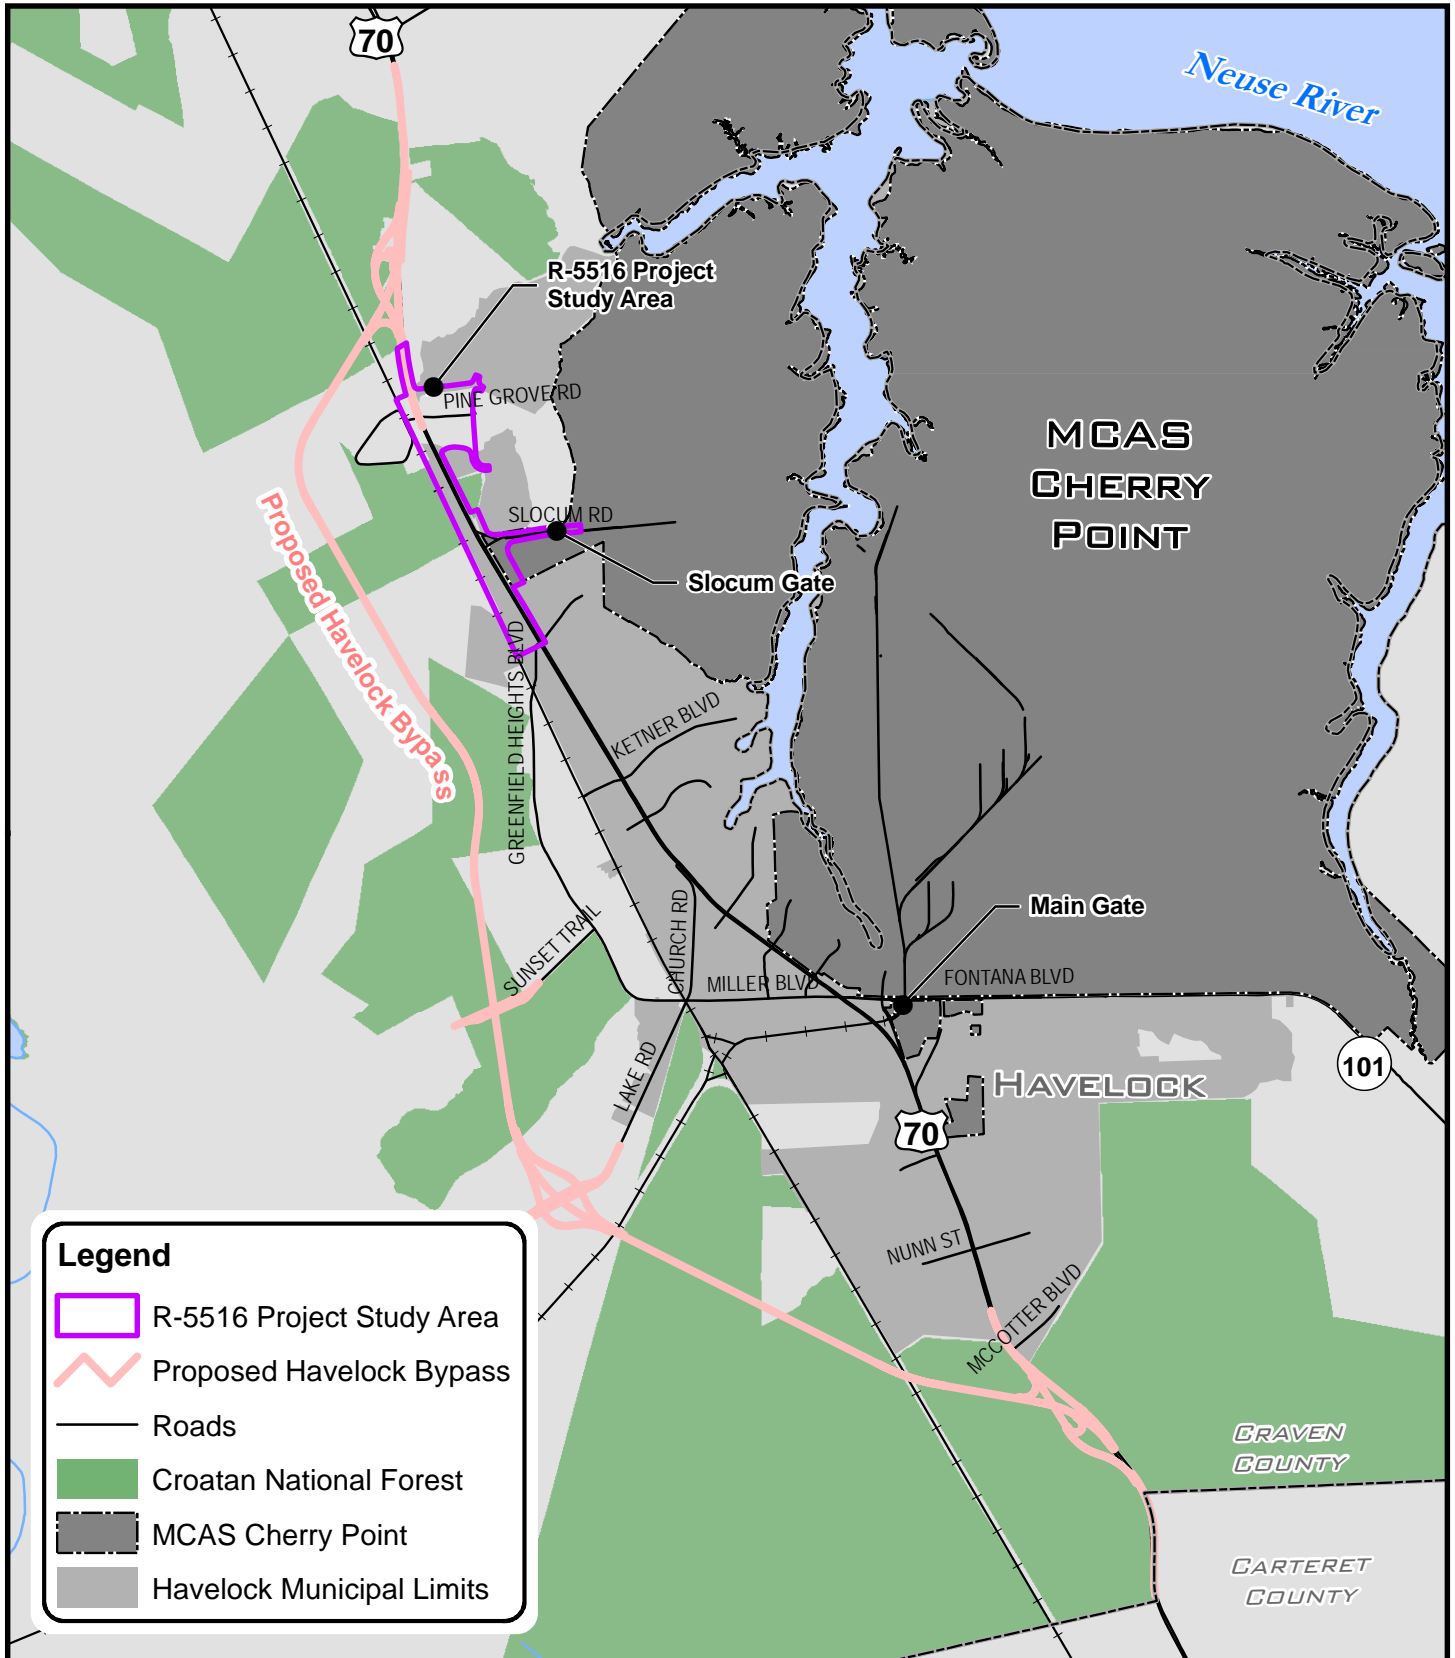 70
Neuse River
R-5516 Project
Study Area
PINE GROVE RD
MCAS
CHERRY
POINT
SLOCUM RD
Slocum Gate
Proposed Havelock Bypass
GREENFIELD HEIGHTS BLVD
KETNER BLVD
Main Gate
SUNSET TRAIL
CHURCH RD
MILLER BLVD
FONTANA BLVD
LAKE RD
101
HAVELOCK
70
NUNN ST
MCCOTTER BLVD
CRAVEN
COUNTY
CARTERET
COUNTY
Legend
R-5516 Project Study Area
Proposed Havelock Bypass
Roads
Croatan National Forest
MCAS Cherry Point
Havelock Municipal Limits